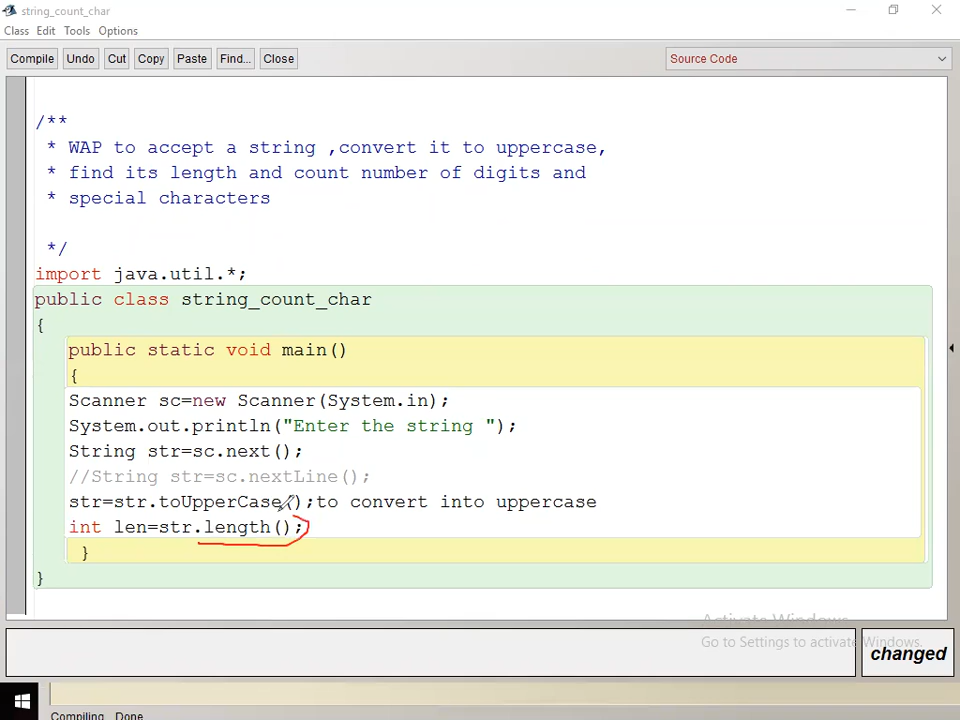 string_count_char
Class Edit Tools Options
Compile Undo Cut Copy Paste Find... Close Source Code
/**
* WAP to accept a string ,convert it to uppercase,
* find its length and count number of digits and
* special characters
*/
import java.util.*;
public class string_count_char
{
public static void main()
{
Scanner sc=new Scanner(System.in);
System.out.println("Enter the string ");
String str=sc.next();
//String str=sc.nextLine();
str=str.toUpperCase();to convert into uppercase
int len=str.length();
}
}
Activate Windows
Go to Settings to activate Windows.
changed
Compiling Done